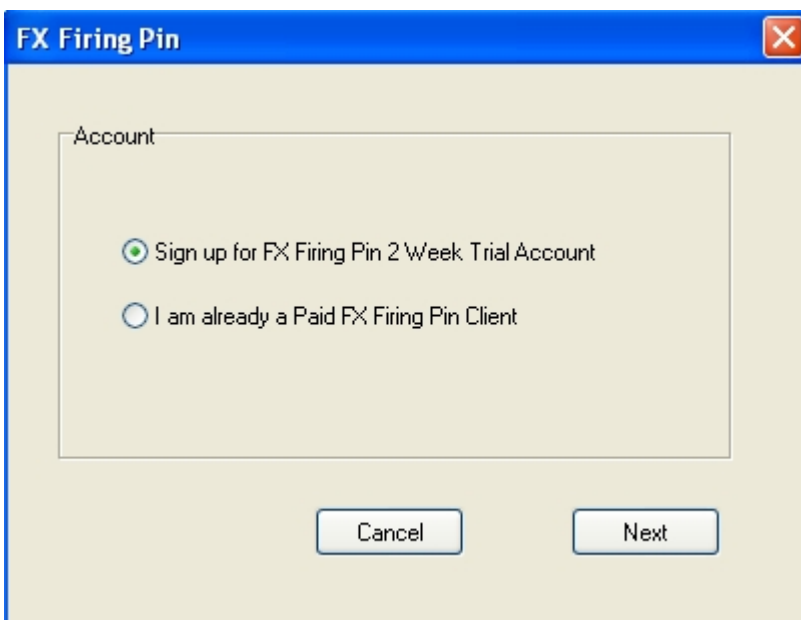 FX Firing Pin
Account
Sign up for FX Firing Pin 2 Week Trial Account
I am already a Paid FX Firing Pin Client
Cancel Next